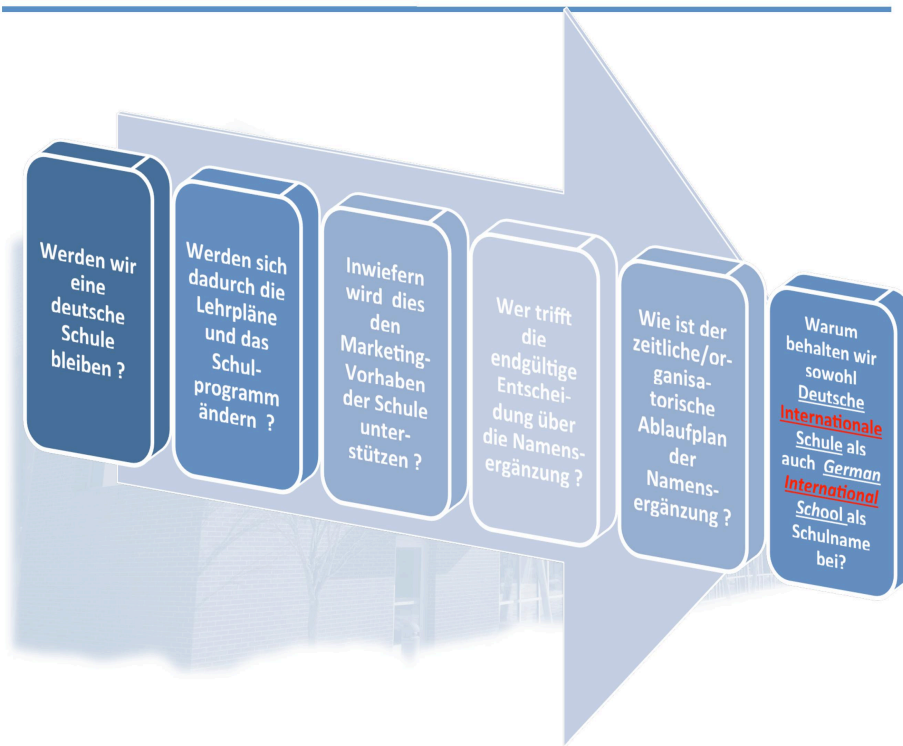 Werden wir
eine
deutsche
Schule
bleiben ?
Werden sich
dadurch die
Lehrpläne
und das
Schul-
programm
ändern  ?
Inwiefern
wird  dies
den
Marketing-
Vorhaben
der Schule
unter-
stützen ?
Wer trifft
die
endgültige
Entschei-
dung über
die Namens-
ergänzung ?
Wie ist der
zeitliche/or-
ganisa-
torische
Ablaufplan
der
Namens-
ergänzung ?
Warum
behalten wir
sowohl
Deutsche
Internationale
Schule als
auch German
International
School als
Schulname
bei?